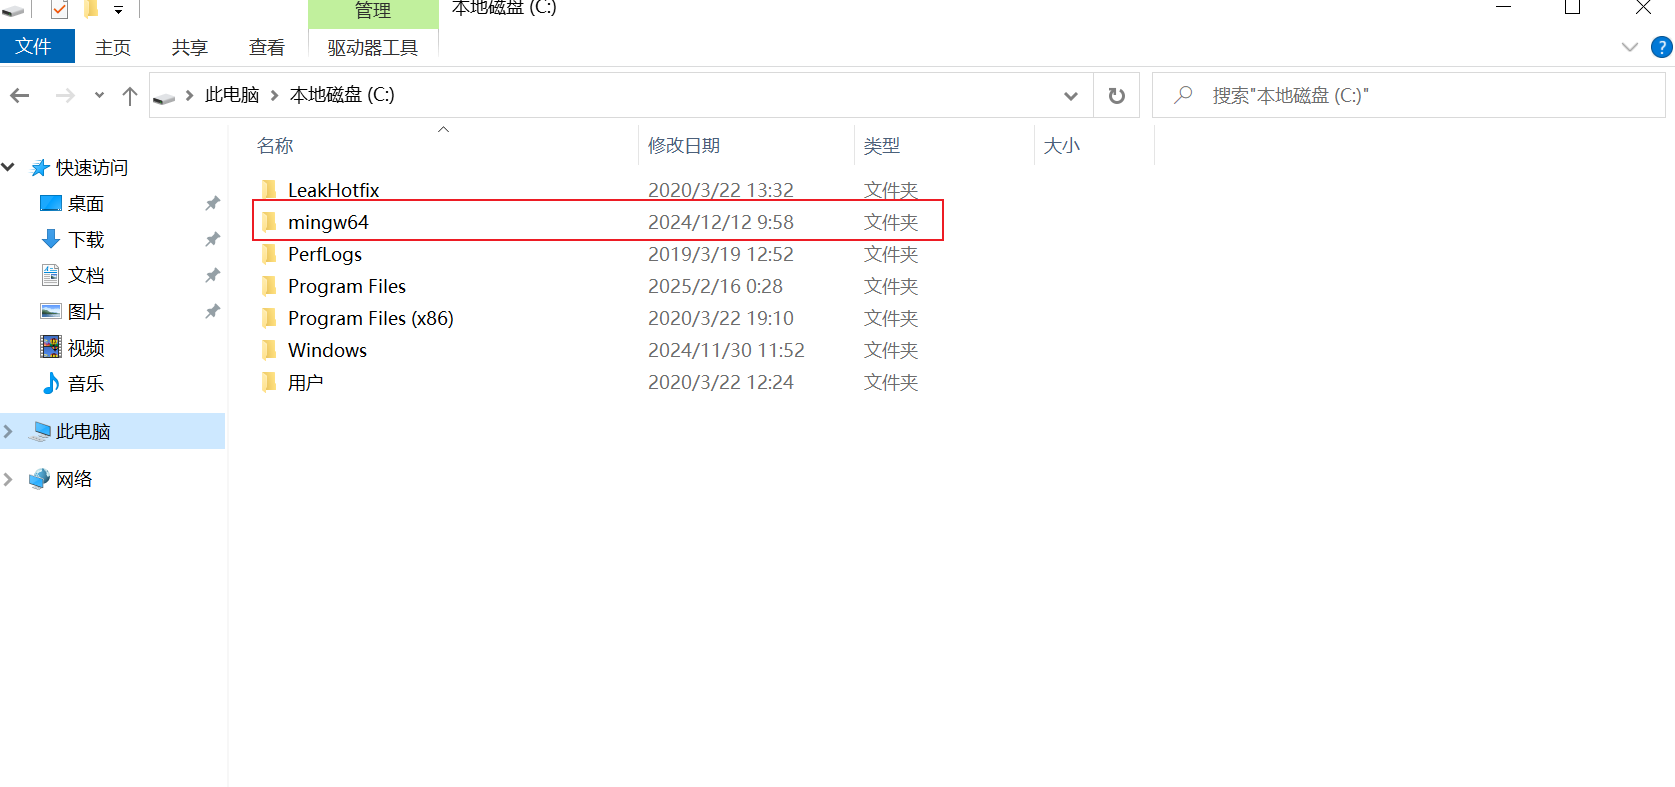 管理 本地磁盘 (C:)
文件 主页 共享 查看 驱动器工具
此电脑 本地磁盘 (C:) 搜索"本地磁盘 (C:)"
名称 修改日期 类型 大小
快速访问
桌面
下载
文档
图片
视频
音乐
此电脑
网络
LeakHotfix 2020/3/22 13:32 文件夹
mingw64 2024/12/12 9:58 文件夹
PerfLogs 2019/3/19 12:52 文件夹
Program Files 2025/2/16 0:28 文件夹
Program Files (x86) 2020/3/22 19:10 文件夹
Windows 2024/11/30 11:52 文件夹
用户 2020/3/22 12:24 文件夹